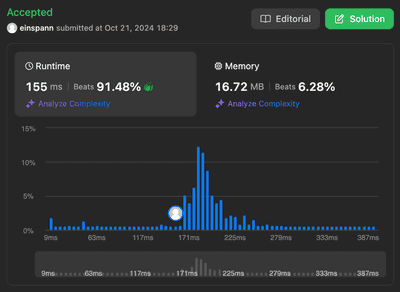 Accepted
einspann submitted at Oct 21, 2024 18:29
Editorial
Solution
Runtime
155 ms | Beats 91.48%
Analyze Complexity
Memory
16.72 MB | Beats 6.28%
Analyze Complexity
15%
10%
5%
0%
9ms 63ms 117ms 171ms 225ms 279ms 333ms 387ms
9ms 63ms 117ms 171ms 225ms 279ms 333ms 387ms